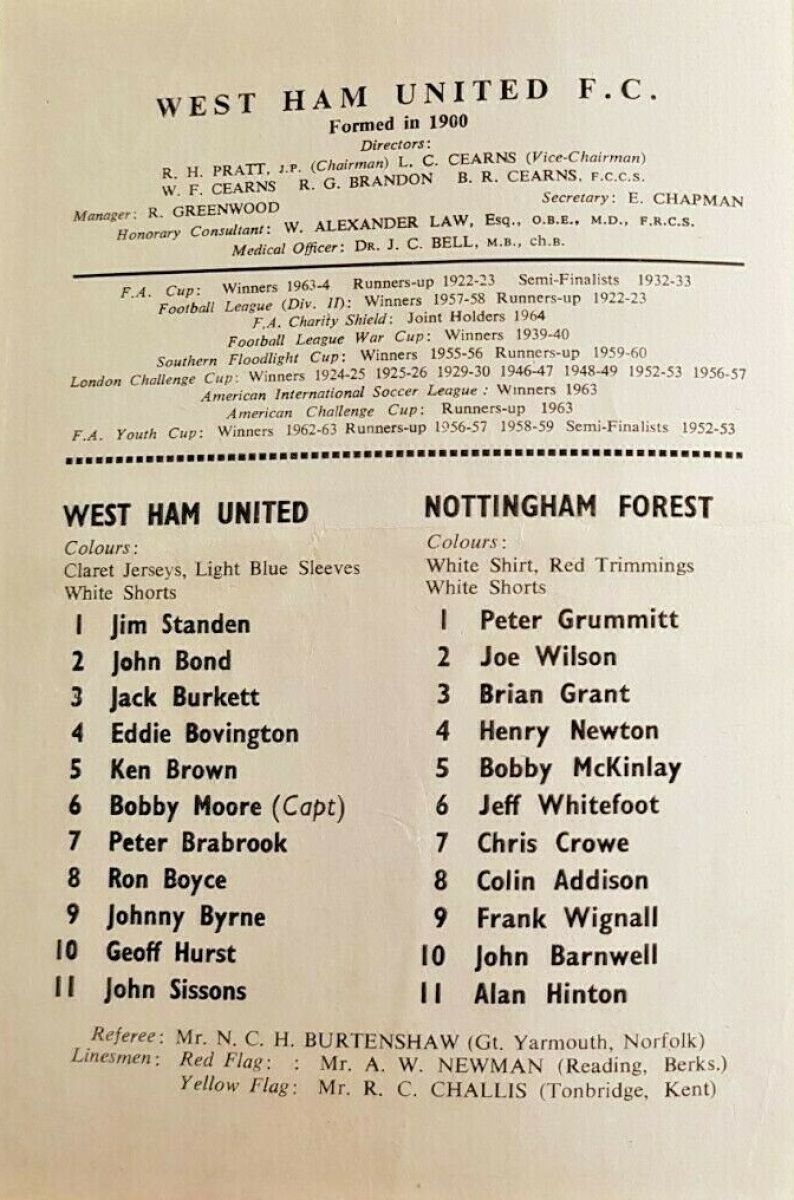 WEST HAM UNITED F.C.
Formed in 1900
Directors:
R. H. PRATT, J.P. (Chairman) L. C. CEARNS (Vice-Chairman)
W. F. CEARNS R. G. BRANDON B. R. CEARNS, F.C.C.S.
Manager: R. GREENWOOD Secretary: E. CHAPMAN
Honorary Consultant: W. ALEXANDER LAW, Esq., O.B.E., M.D., F.R.C.S.
Medical Officer: DR. J. C. BELL, M.B., ch.B.
F.A. Cup: Winners 1963-4 Runners-up 1922-23 Semi-Finalists 1932-33
Football League (Div. II): Winners 1957-58 Runners-up 1922-23
F.A. Charity Shield: Joint Holders 1964
Football League War Cup: Winners 1939-40
Southern Floodlight Cup: Winners 1955-56 Runners-up 1959-60
London Challenge Cup: Winners 1924-25 1925-26 1929-30 1946-47 1948-49 1952-53 1956-57
American International Soccer League: Winners 1963
American Challenge Cup: Runners-up 1963
F.A. Youth Cup: Winners 1962-63 Runners-up 1956-57 1958-59 Semi-Finalists 1952-53
WEST HAM UNITED
Colours:
Claret Jerseys, Light Blue Sleeves
White Shorts
1 Jim Standen
2 John Bond
3 Jack Burkett
4 Eddie Bovington
5 Ken Brown
6 Bobby Moore (Capt)
7 Peter Brabrook
8 Ron Boyce
9 Johnny Byrne
10 Geoff Hurst
11 John Sissons
NOTTINGHAM FOREST
Colours:
White Shirt, Red Trimmings
White Shorts
1 Peter Grummitt
2 Joe Wilson
3 Brian Grant
4 Henry Newton
5 Bobby McKinlay
6 Jeff Whitefoot
7 Chris Crowe
8 Colin Addison
9 Frank Wignall
10 John Barnwell
11 Alan Hinton
Referee: Mr. N. C. H. BURTENSHAW (Gt. Yarmouth, Norfolk)
Linesmen: Red Flag: : Mr. A. W. NEWMAN (Reading, Berks.)
Yellow Flag: Mr. R. C. CHALLIS (Tonbridge, Kent)